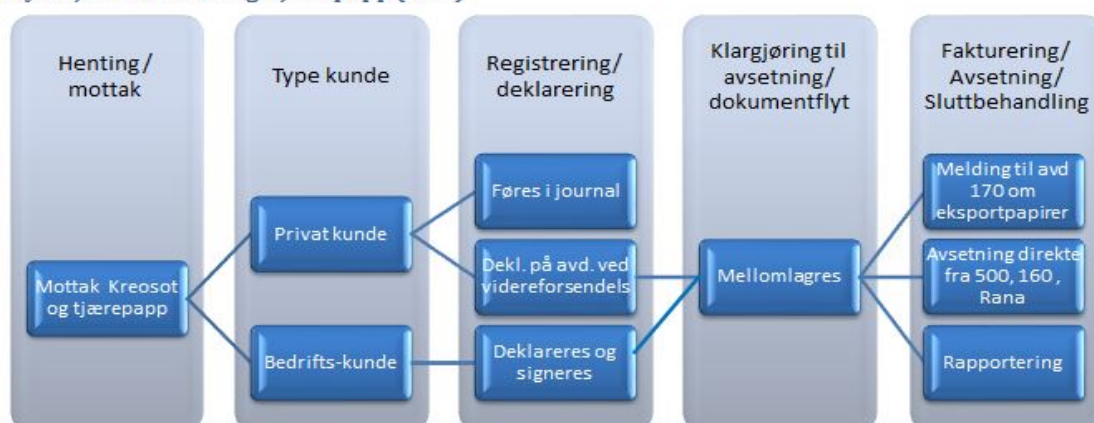 Henting/
mottak
Type kunde
Registrering/
deklarering
Klargjøring til
avsetning/
dokumentflyt
Fakturering/
Avsetning/
Sluttbehandling
Mottak Kreosot
og tjærepapp
Privat kunde
Bedrifts-kunde
Føres i journal
Dekl. på avd. ved
videreforsendels
Deklareres og
signeres
Mellomlagres
Melding til avd
170 om
eksportpapirer
Avsetning direkte
fra 500, 160 ,
Rana
Rapportering